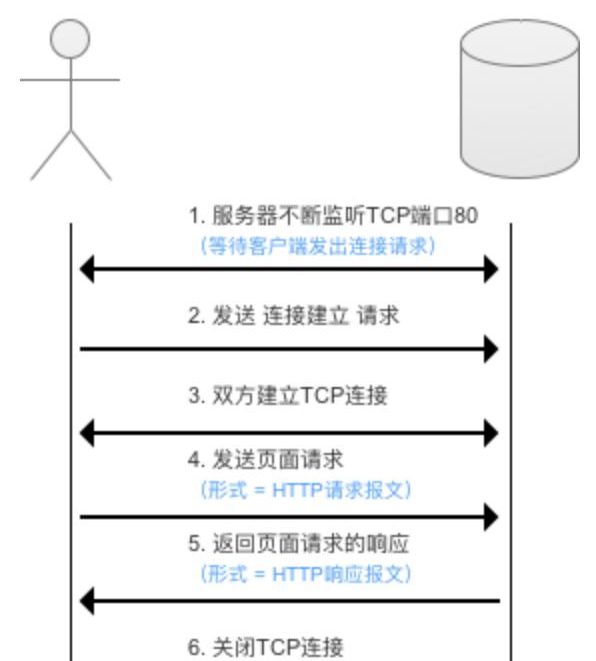 1. 服务器不断监听TCP端口80
（等待客户端发出连接请求）
2. 发送 连接建立 请求
3. 双方建立TCP连接
4. 发送页面请求
（形式 = HTTP请求报文）
5. 返回页面请求的响应
（形式 = HTTP响应报文）
6. 关闭TCP连接